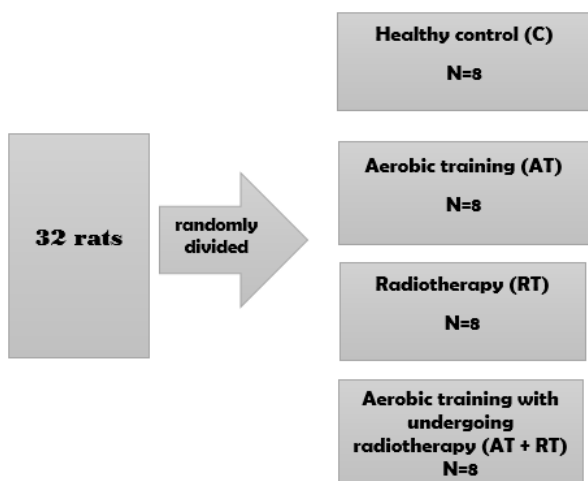 32 rats
randomly
divided
Healthy control (C)
N=8
Aerobic training (AT)
N=8
Radiotherapy (RT)
N=8
Aerobic training with
undergoing
radiotherapy (AT + RT)
N=8